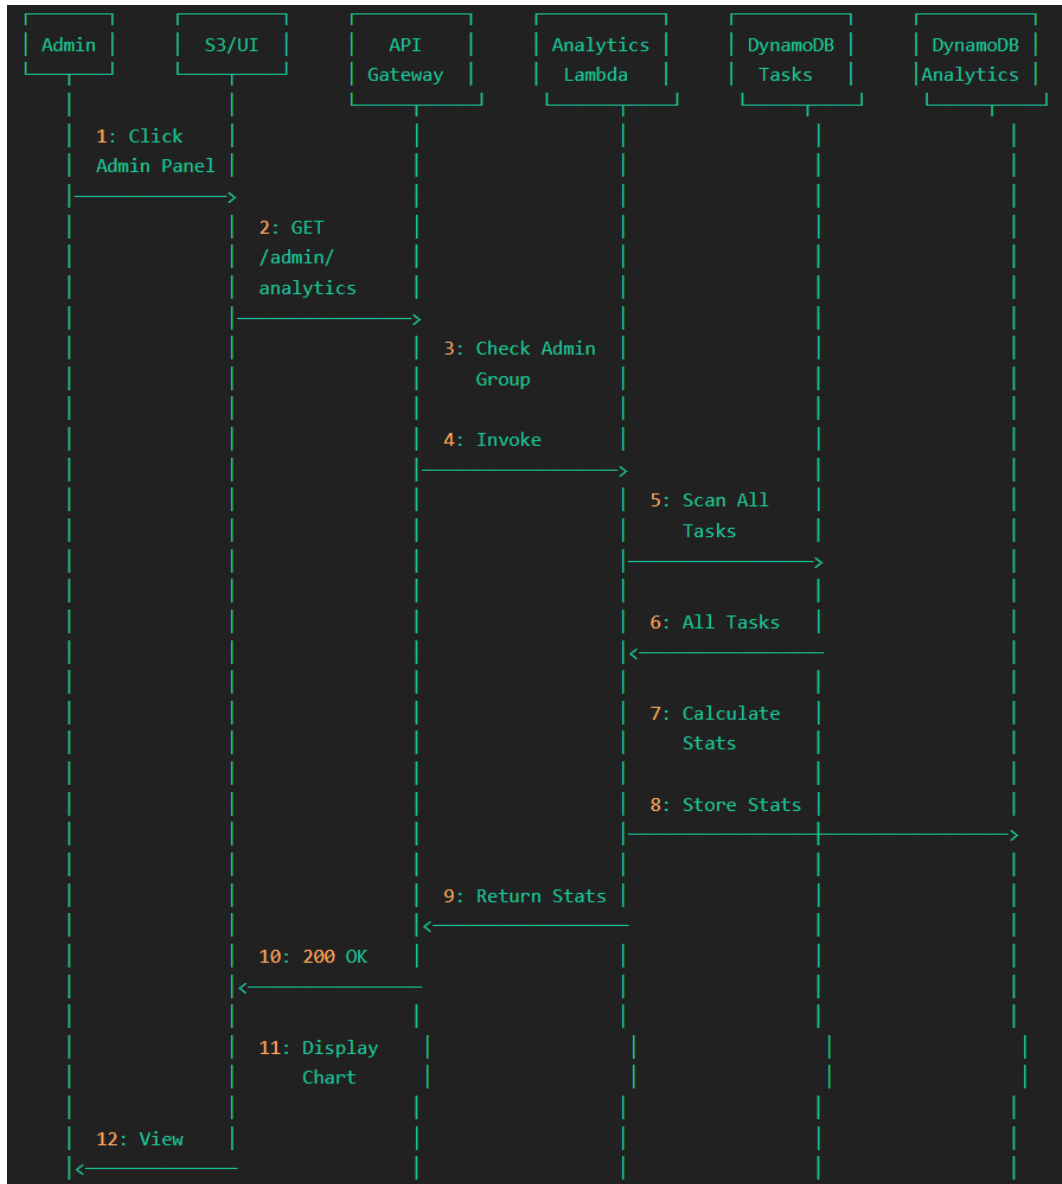 Admin S3/UI API Analytics DynamoDB DynamoDB
Gateway Lambda Tasks Analytics
1: Click
Admin Panel
2: GET
/admin/
analytics
3: Check Admin
Group
4: Invoke
5: Scan All
Tasks
6: All Tasks
7: Calculate
Stats
8: Store Stats
9: Return Stats
10: 200 OK
11: Display
Chart
12: View